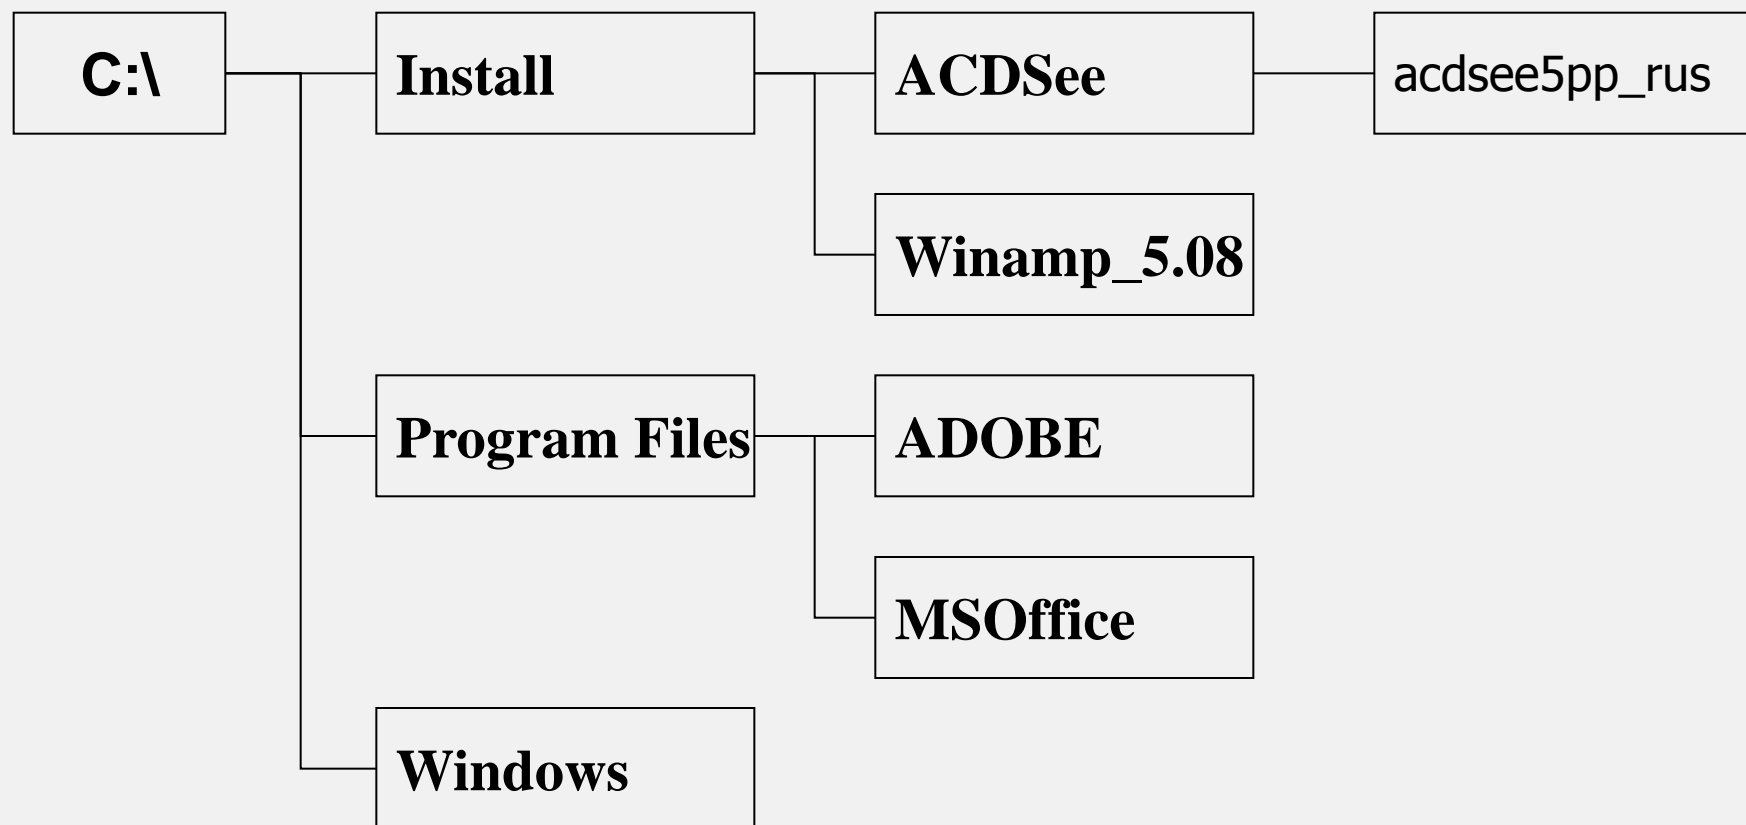 C:\
Install
ACDSee
acdsee5pp_rus
Winamp_5.08
Program Files
ADOBE
MSOffice
Windows